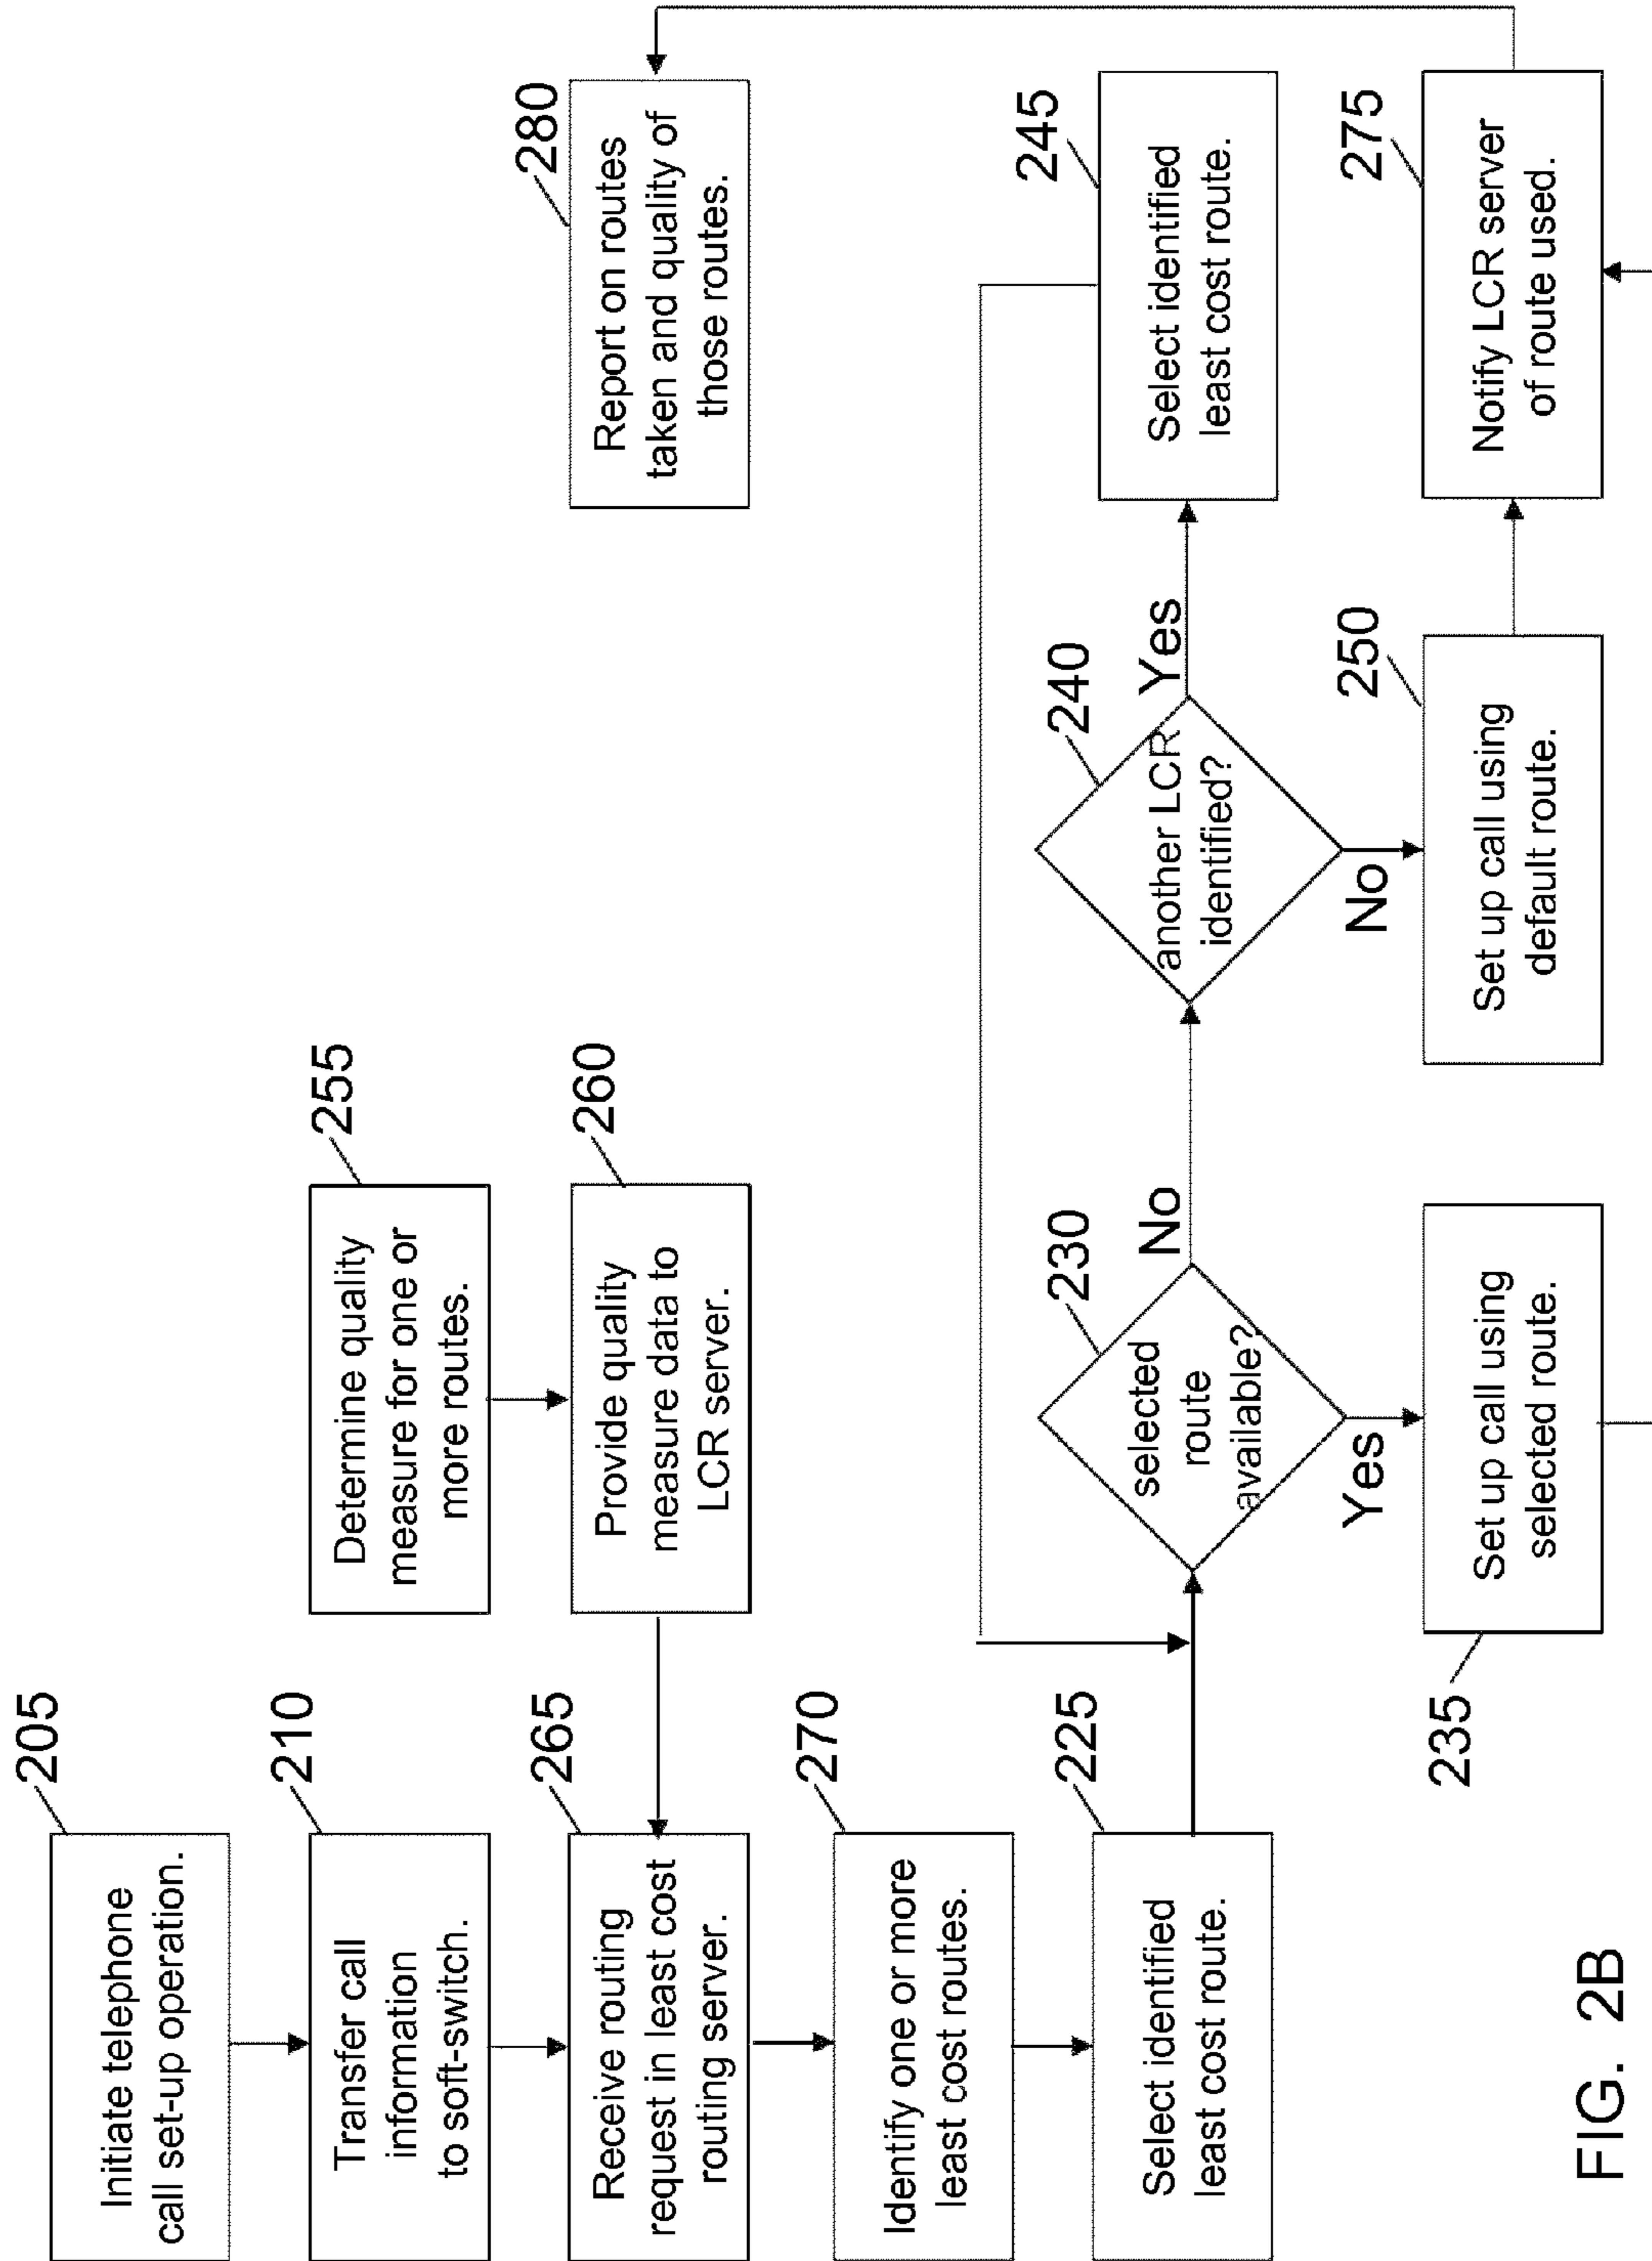 205
Initiate telephone
call set-up operation.
210
Transfer call
information
to soft-switch.
255
Determine quality
measure for one or
more routes.
260
Provide quality
measure data to
LCR server.
265
Receive routing
request in least cost
routing server.
270
Identify one or more
least cost routes.
225
Select identified
least cost route.
230
selected
route
available?
No
Yes
235
Set up call using
selected route.
240
another LCR
identified?
Yes
No
245
Select identified
least cost route.
250
Set up call using
default route.
275
Notify LCR server
of route used.
280
Report on routes
taken and quality of
those routes.
FIG. 2B